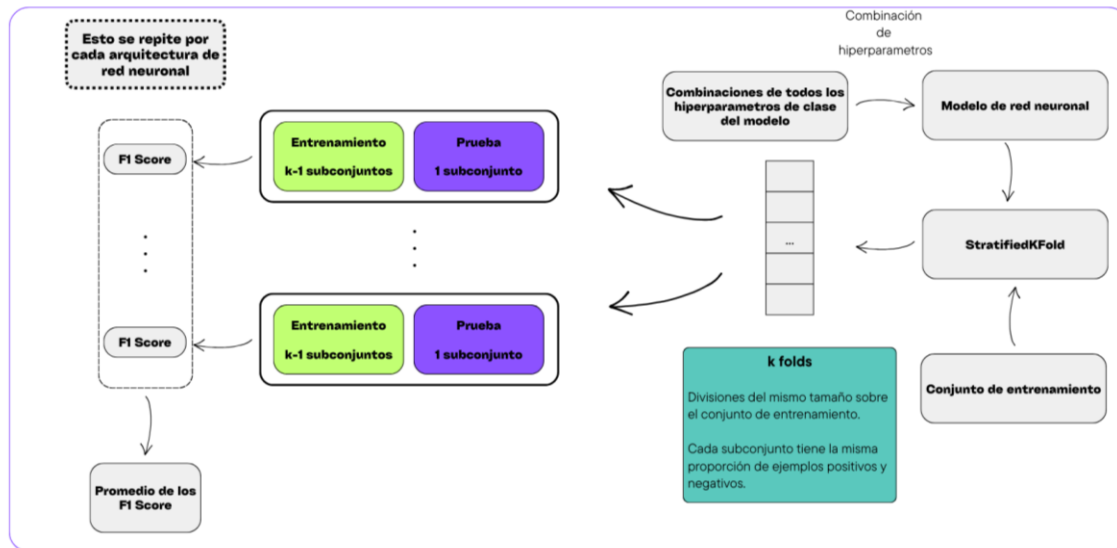 Esto se repite por
cada arquitectura de
red neuronal
Combinación
de
hiperparametros
Combinaciones de todos los
hiperparametros de clase
del modelo
Modelo de red neuronal
F1 Score
Entrenamiento
k-1 subconjuntos
Prueba
1 subconjunto
...
StratifiedKFold
F1 Score
Entrenamiento
k-1 subconjuntos
Prueba
1 subconjunto
k folds
Divisiones del mismo tamaño sobre
el conjunto de entrenamiento.
Cada subconjunto tiene la misma
proporción de ejemplos positivos y
negativos.
Conjunto de entrenamiento
Promedio de los
F1 Score